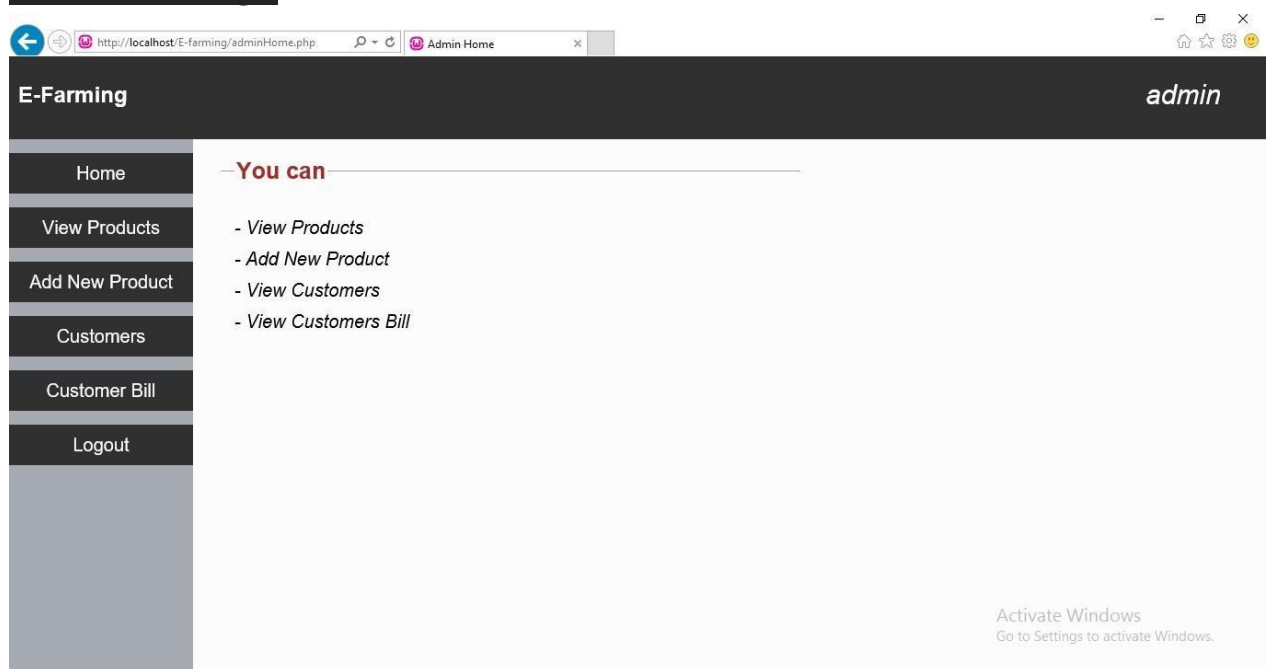 http://localhost/E-farming/adminHome.php
Admin Home
E-Farming
admin
Home
View Products
Add New Product
Customers
Customer Bill
Logout
You can
- View Products
- Add New Product
- View Customers
- View Customers Bill
Activate Windows
Go to Settings to activate Windows.